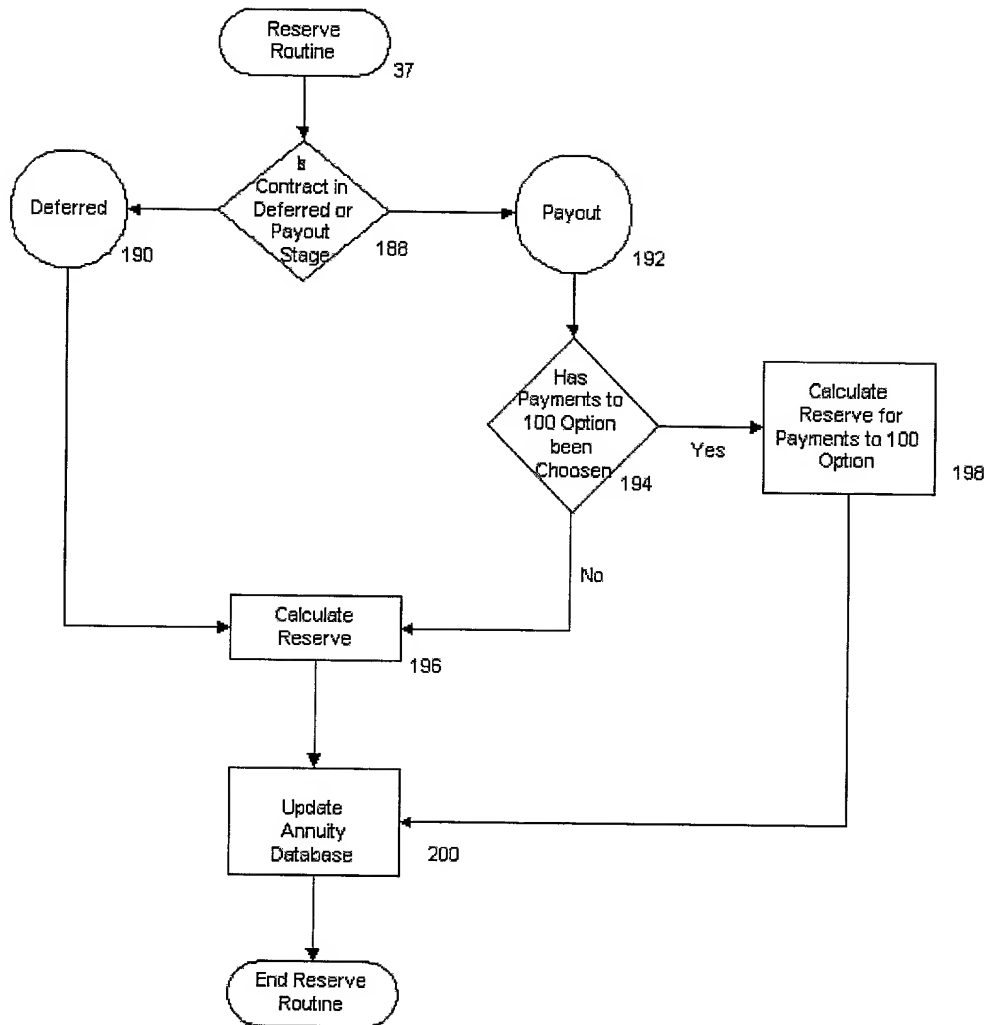 Reserve
Routine
37
Is
Contract in
Deferred or
Payout
Stage
188
Deferred
190
Payout
192
Has
Payments to
100 Option
been
Choosen
194
Yes
Calculate
Reserve for
Payments to 100
Option
198
No
Calculate
Reserve
196
Update
Annuity
Database
200
End Reserve
Routine